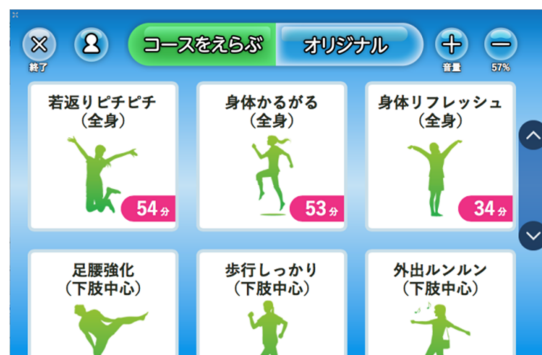 コースをえらぶ
オリジナル
終了
音量
57%
若返りピチピチ
(全身)
54分
身体かるがる
(全身)
53分
身体リフレッシュ
(全身)
34分
足腰強化
(下肢中心)
歩行しっかり
(下肢中心)
外出ルンルン
(下肢中心)